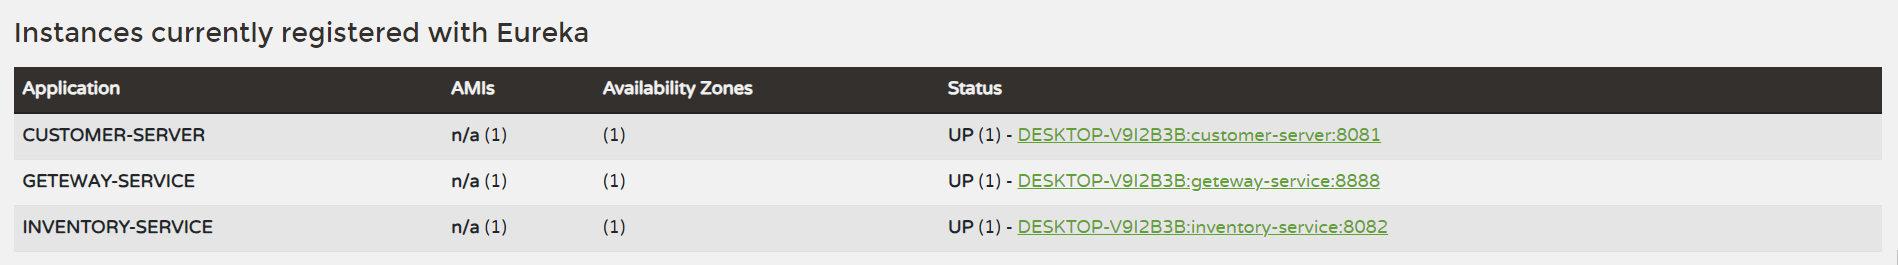 Instances currently registered with Eureka
Application AMIs Availability Zones Status
CUSTOMER-SERVER n/a (1) (1) UP (1) - DESKTOP-V9I2B3B:customer-server:8081
GETEWAY-SERVICE n/a (1) (1) UP (1) - DESKTOP-V9I2B3B:geteway-service:8888
INVENTORY-SERVICE n/a (1) (1) UP (1) - DESKTOP-V9I2B3B:inventory-service:8082